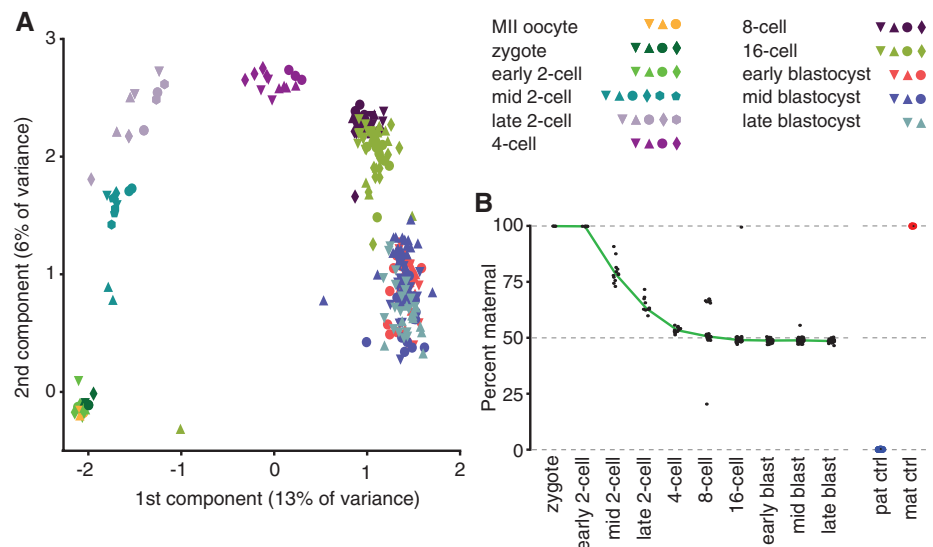 A
3
2
1
0
-2
-1
0
1
2
2nd component (6% of variance)
1st component (13% of variance)
MII oocyte
zygote
early 2-cell
mid 2-cell
late 2-cell
4-cell
8-cell
16-cell
early blastocyst
mid blastocyst
late blastocyst
B
100
75
50
25
0
Percent maternal
zygote
early 2-cell
mid 2-cell
late 2-cell
4-cell
8-cell
16-cell
early blast
mid blast
late blast
pat ctrl
mat ctrl